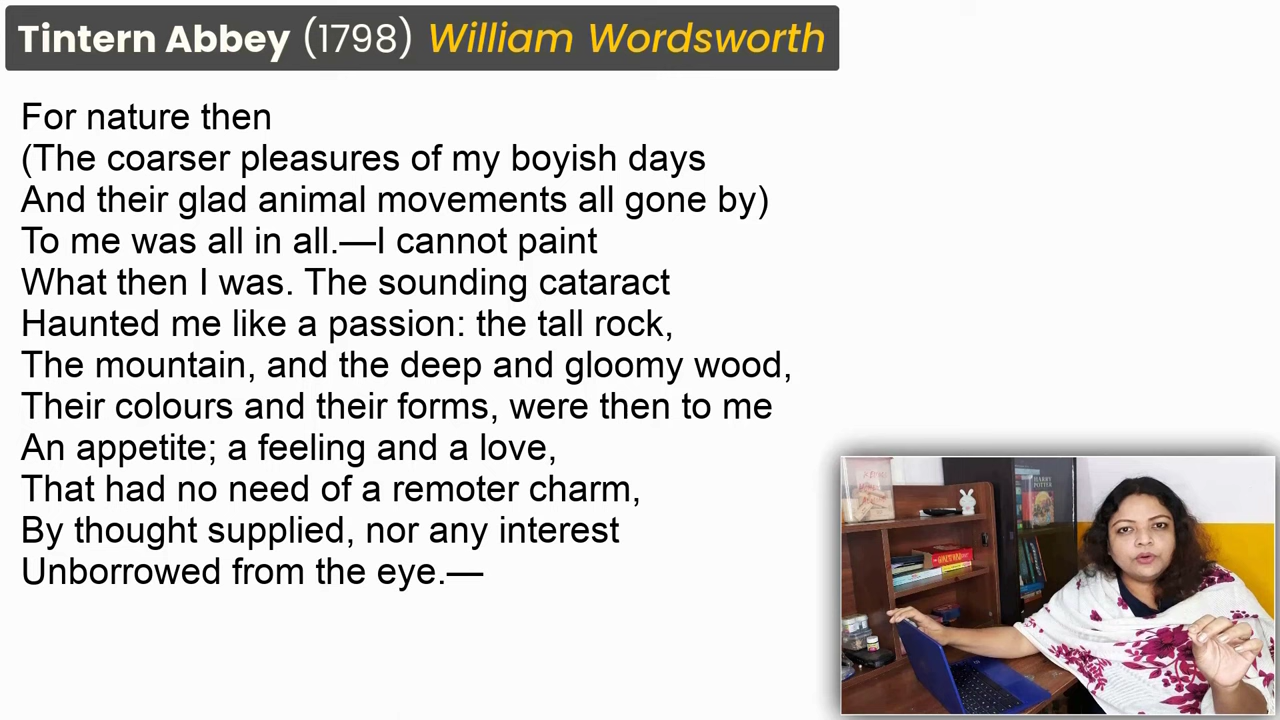 Tintern Abbey (1798) William Wordsworth
For nature then
(The coarser pleasures of my boyish days
And their glad animal movements all gone by)
To me was all in all.—I cannot paint
What then I was. The sounding cataract
Haunted me like a passion: the tall rock,
The mountain, and the deep and gloomy wood,
Their colours and their forms, were then to me
An appetite; a feeling and a love,
That had no need of a remoter charm,
By thought supplied, nor any interest
Unborrowed from the eye.—
HARRY
POTTER